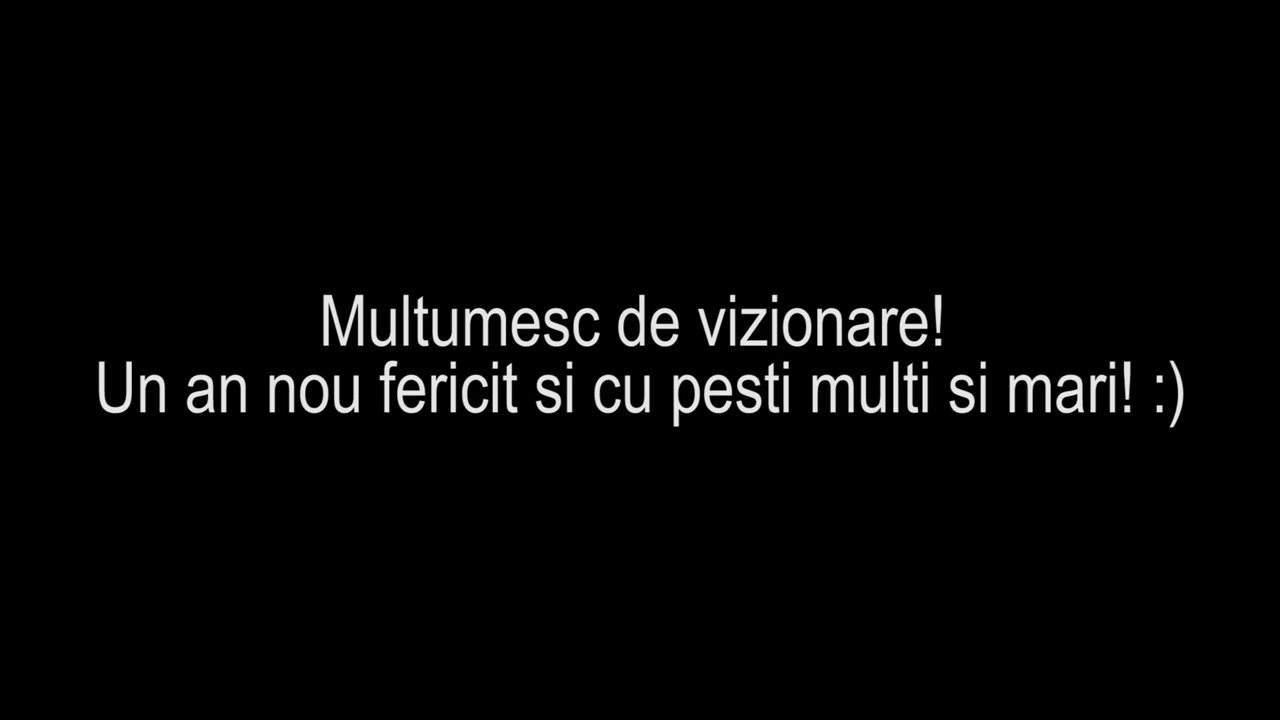 Multumesc de vizionare!
Un an nou fericit si cu pesti multi si mari! :)